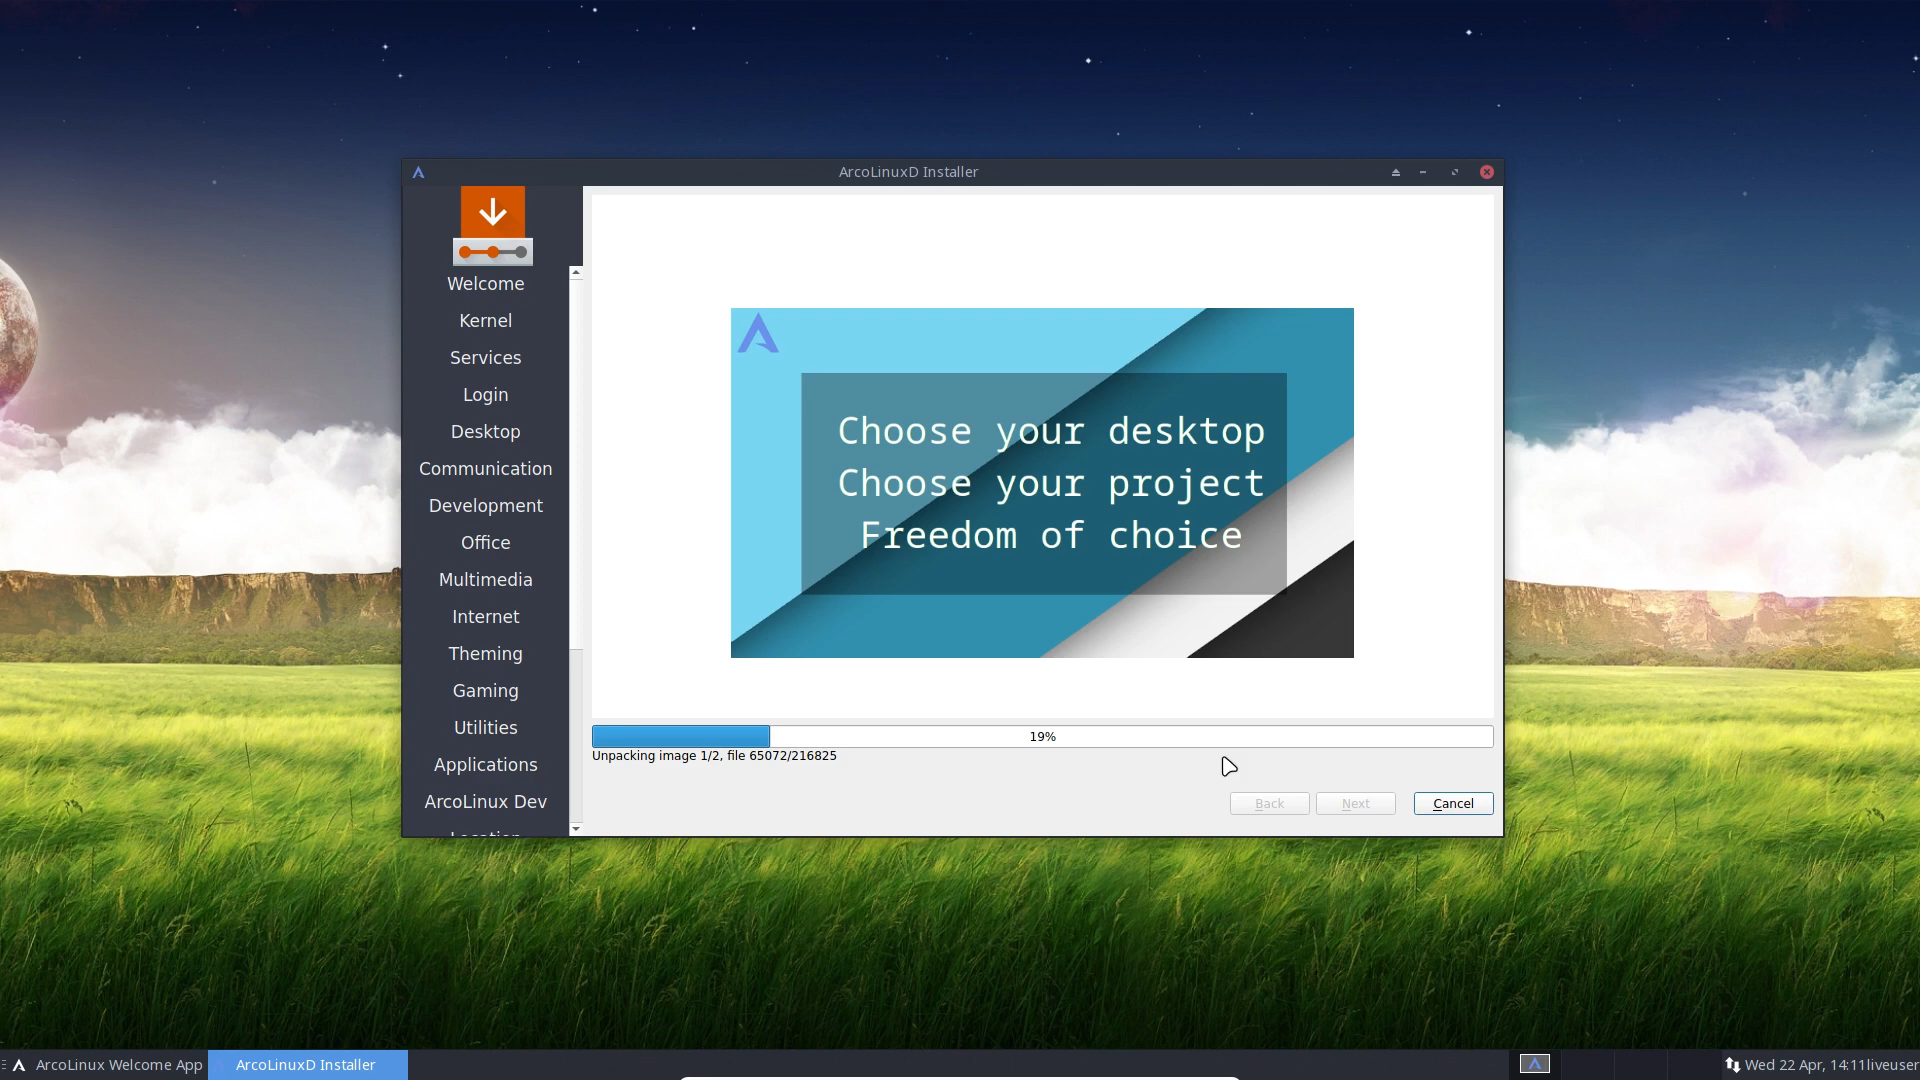 ArcoLinuxD Installer
Welcome
Kernel
Services
Login
Desktop
Communication
Development
Office
Multimedia
Internet
Theming
Gaming
Utilities
Applications
ArcoLinux Dev
Location
Choose your desktop
Choose your project
Freedom of choice
19%
Unpacking image 1/2, file 65072/216825
Back
Next
Cancel
ArcoLinux Welcome App
ArcoLinuxD Installer
Wed 22 Apr, 14:11liveuser